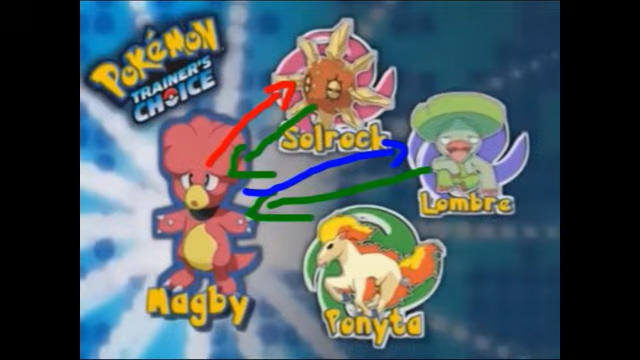 POKéMON
TRAINER'S
CHOICE
Solrock
Lombre
Magby
Ponyta